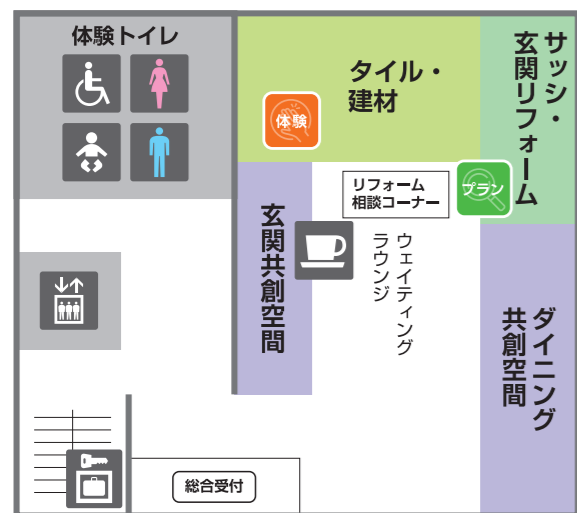 体験トイレ
タイル・
建材
体験
サッシ・
玄関リフォーム
リフォーム
相談コーナー
プラン
玄関共創空間
ウェイティング
ラウンジ
ダイニング
共創空間
総合受付